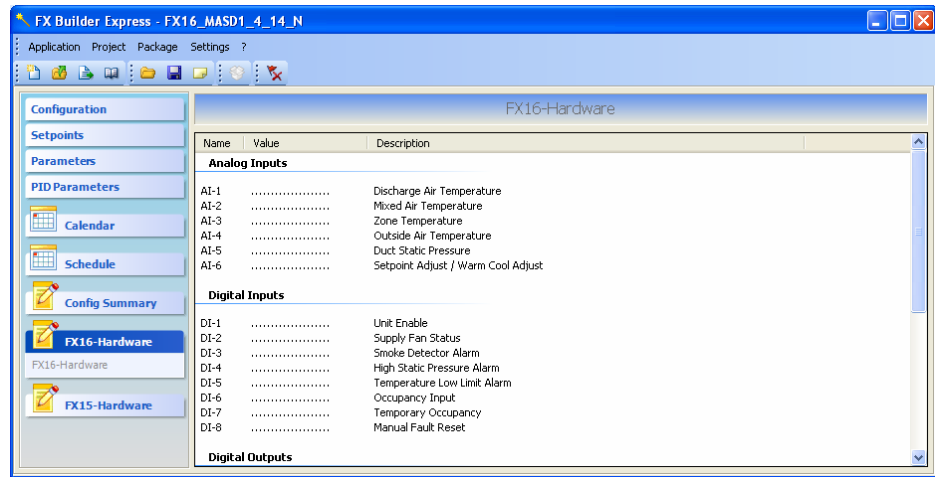 FX Builder Express - FX16_MASD1_4_14_N
Application Project Package Settings ?
Configuration
Setpoints
Parameters
PID Parameters
Calendar
Schedule
Config Summary
FX16-Hardware
FX16-Hardware
FX15-Hardware
FX16-Hardware
Name Value Description
Analog Inputs
AI-1 .................... Discharge Air Temperature
AI-2 .................... Mixed Air Temperature
AI-3 .................... Zone Temperature
AI-4 .................... Outside Air Temperature
AI-5 .................... Duct Static Pressure
AI-6 .................... Setpoint Adjust / Warm Cool Adjust
Digital Inputs
DI-1 .................... Unit Enable
DI-2 .................... Supply Fan Status
DI-3 .................... Smoke Detector Alarm
DI-4 .................... High Static Pressure Alarm
DI-5 .................... Temperature Low Limit Alarm
DI-6 .................... Occupancy Input
DI-7 .................... Temporary Occupancy
DI-8 .................... Manual Fault Reset
Digital Outputs